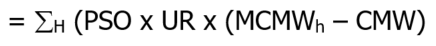 = ∑H (PSO x UR x (MCMWh – CMW)